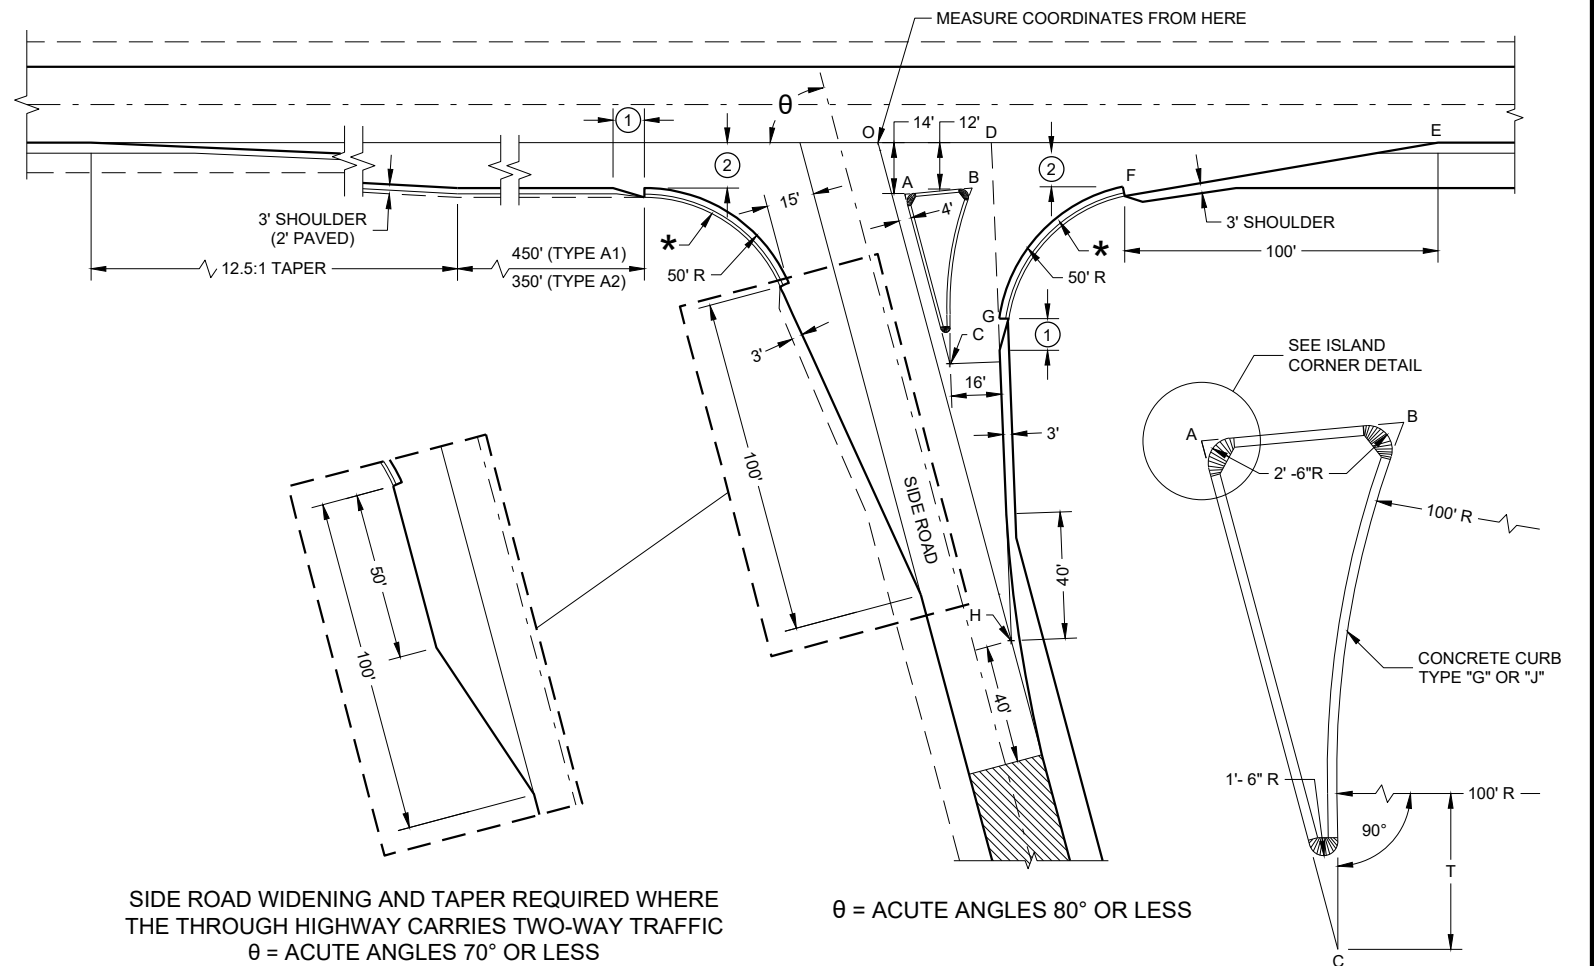 MEASURE COORDINATES FROM HERE
θ
1
14'
12'
O
D
E
2
2
A
B
F
15'
4'
3' SHOULDER
(2' PAVED)
*
*
3' SHOULDER
12.5:1 TAPER
450' (TYPE A1)
350' (TYPE A2)
50' R
50' R
100'
G
1
C
3'
16'
SEE ISLAND
CORNER DETAIL
3'
A
B
2' -6"R
100'
SIDE ROAD
100' R
50'
40'
H
100'
40'
CONCRETE CURB
TYPE "G" OR "J"
1'- 6" R
100' R
90°
T
C
SIDE ROAD WIDENING AND TAPER REQUIRED WHERE
THE THROUGH HIGHWAY CARRIES TWO-WAY TRAFFIC
θ = ACUTE ANGLES 70° OR LESS
θ = ACUTE ANGLES 80° OR LESS